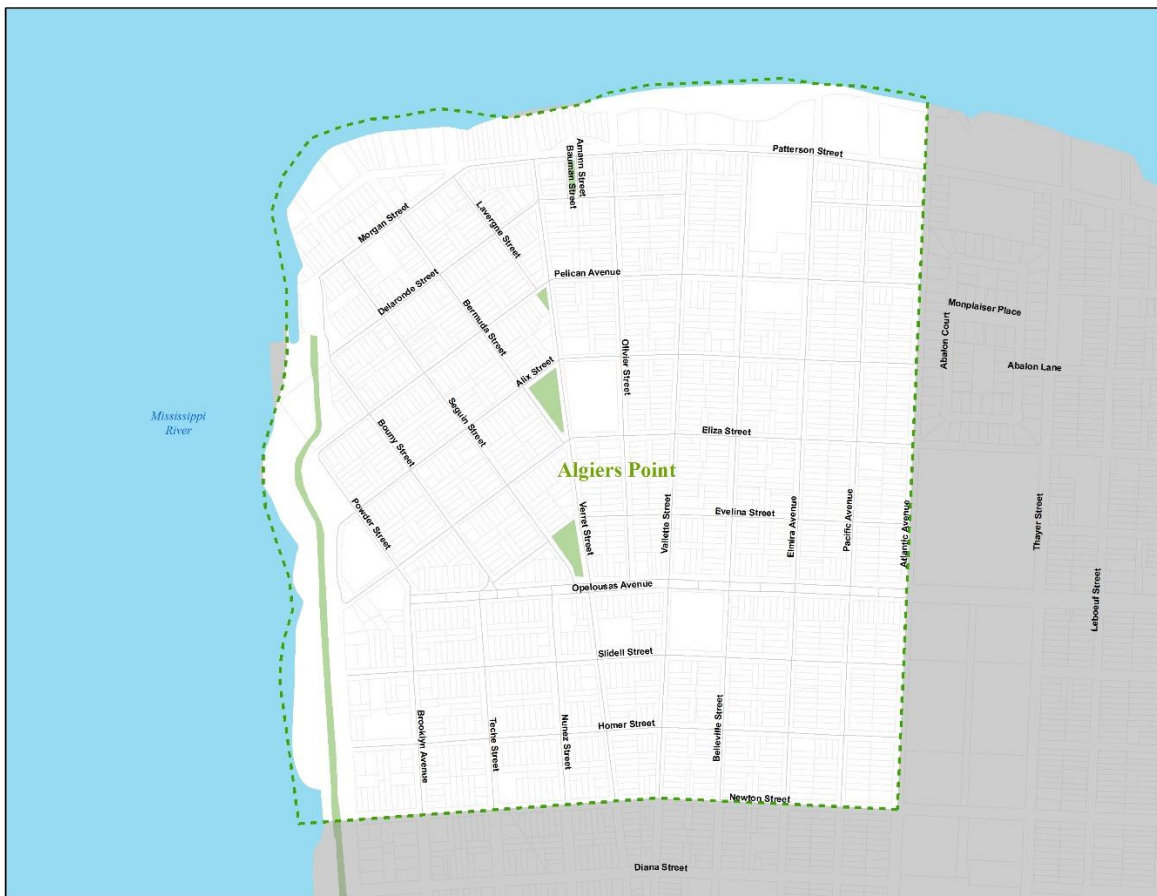 Amann Street
Bauman Street
Patterson Street
Lavergne Street
Morgan Street
Pelican Avenue
Delaronde Street
Bermuda Street
Monplaiser Place
Abalon Court
Olivier Street
Alix Street
Abalon Lane
Mississippi
River
Seguin Street
Bouny Street
Eliza Street
Algiers Point
Powder Street
Verret Street
Vallette Street
Evelina Street
Elmira Avenue
Pacific Avenue
Atlantic Avenue
Thayer Street
Opelousas Avenue
Leboeuf Street
Slidell Street
Brooklyn Avenue
Teche Street
Nunez Street
Homer Street
Belleville Street
Newton Street
Diana Street